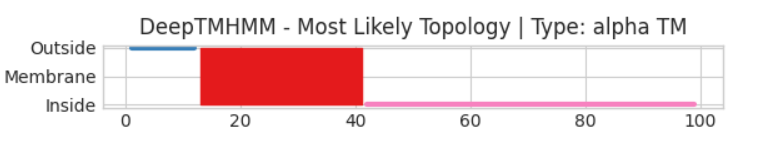 DeepTMHMM - Most Likely Topology | Type: alpha TM
Outside
Membrane
Inside
0 20 40 60 80 100